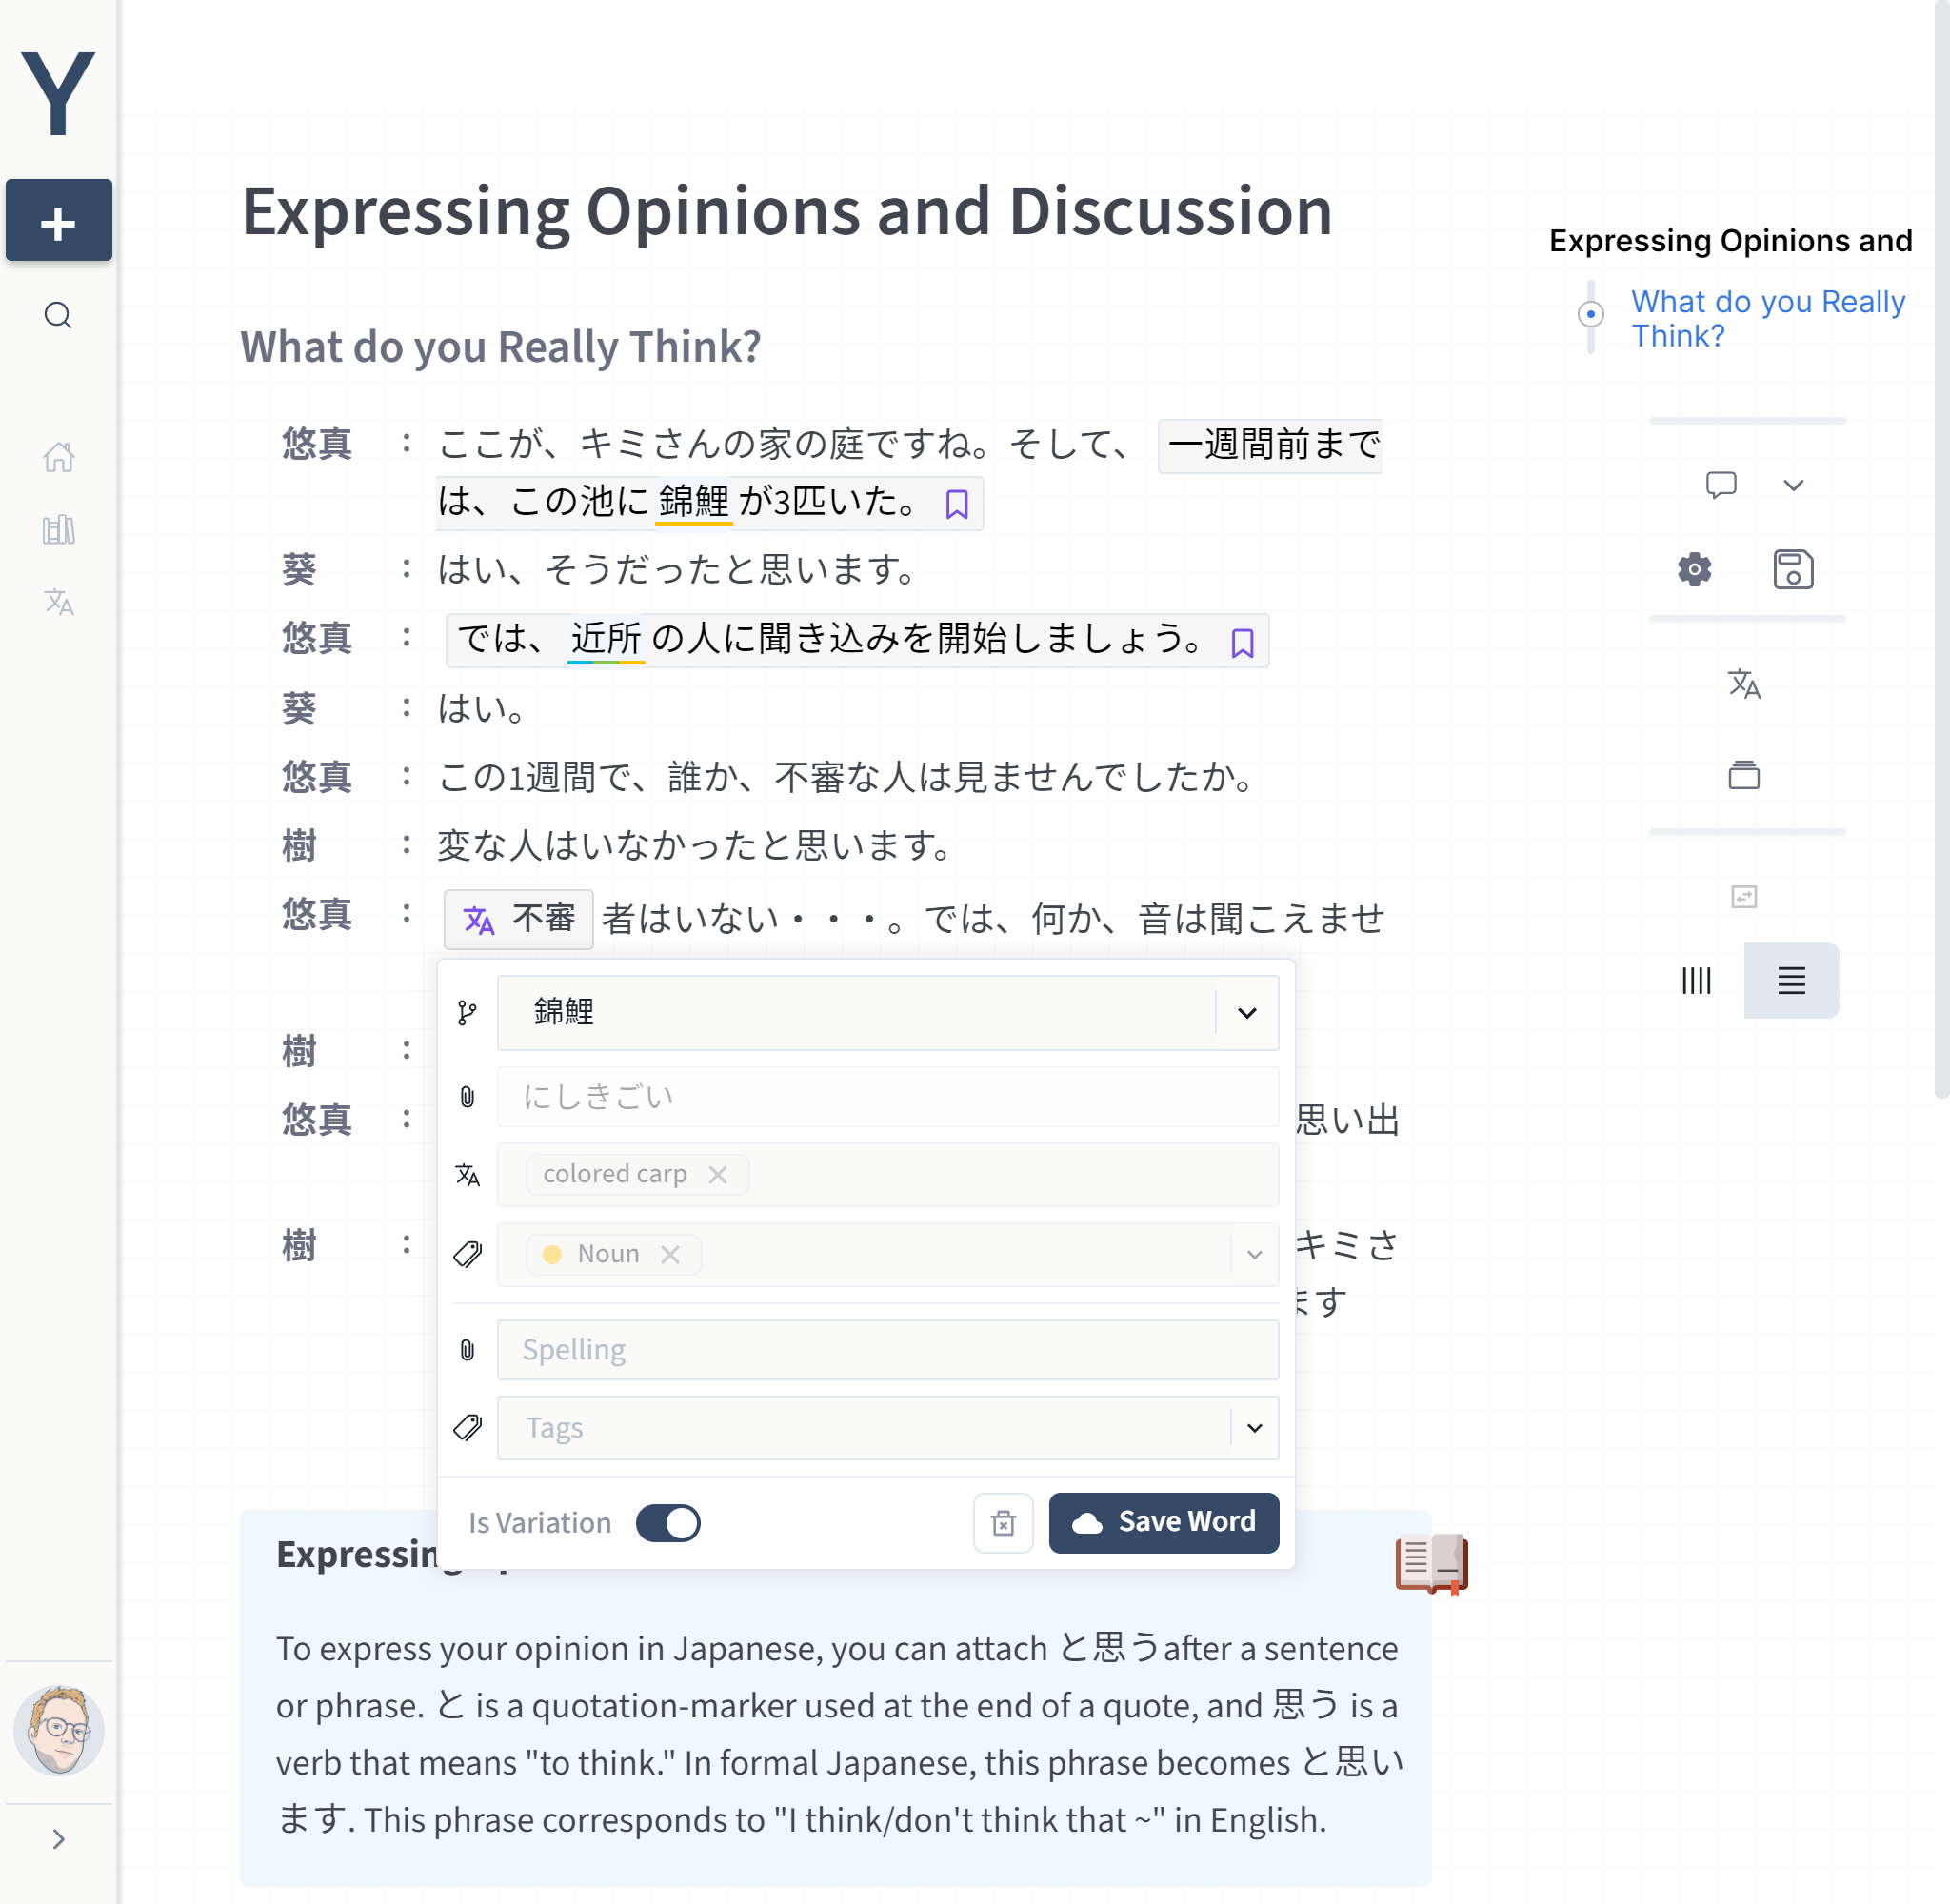 Y
+
Expressing Opinions and Discussion
Expressing Opinions and
What do you Really
Think?
What do you Really Think?
悠真 : ここが、キミさんの家の庭ですね。そして、 一週間前まで
は、この池に 錦鯉 が3匹いた。
葵 : はい、そうだったと思います。
悠真 : では、 近所 の人に聞き込みを開始しましょう。
葵 : はい。
悠真 : この1週間で、誰か、不審な人は見ませんでしたか。
樹 : 変な人はいなかったと思います。
悠真 : 不審 者はいない・・・。では、何か、音は聞こえませ
錦鯉
樹 :
にしきごい
悠真 : 思い出
colored carp
樹 : キミさ
Noun
ます
Spelling
Tags
Is Variation
Save Word
Expressing
To express your opinion in Japanese, you can attach と思うafter a sentence
or phrase. と is a quotation-marker used at the end of a quote, and 思う is a
verb that means "to think." In formal Japanese, this phrase becomes と思い
ます. This phrase corresponds to "I think/don't think that ~" in English.